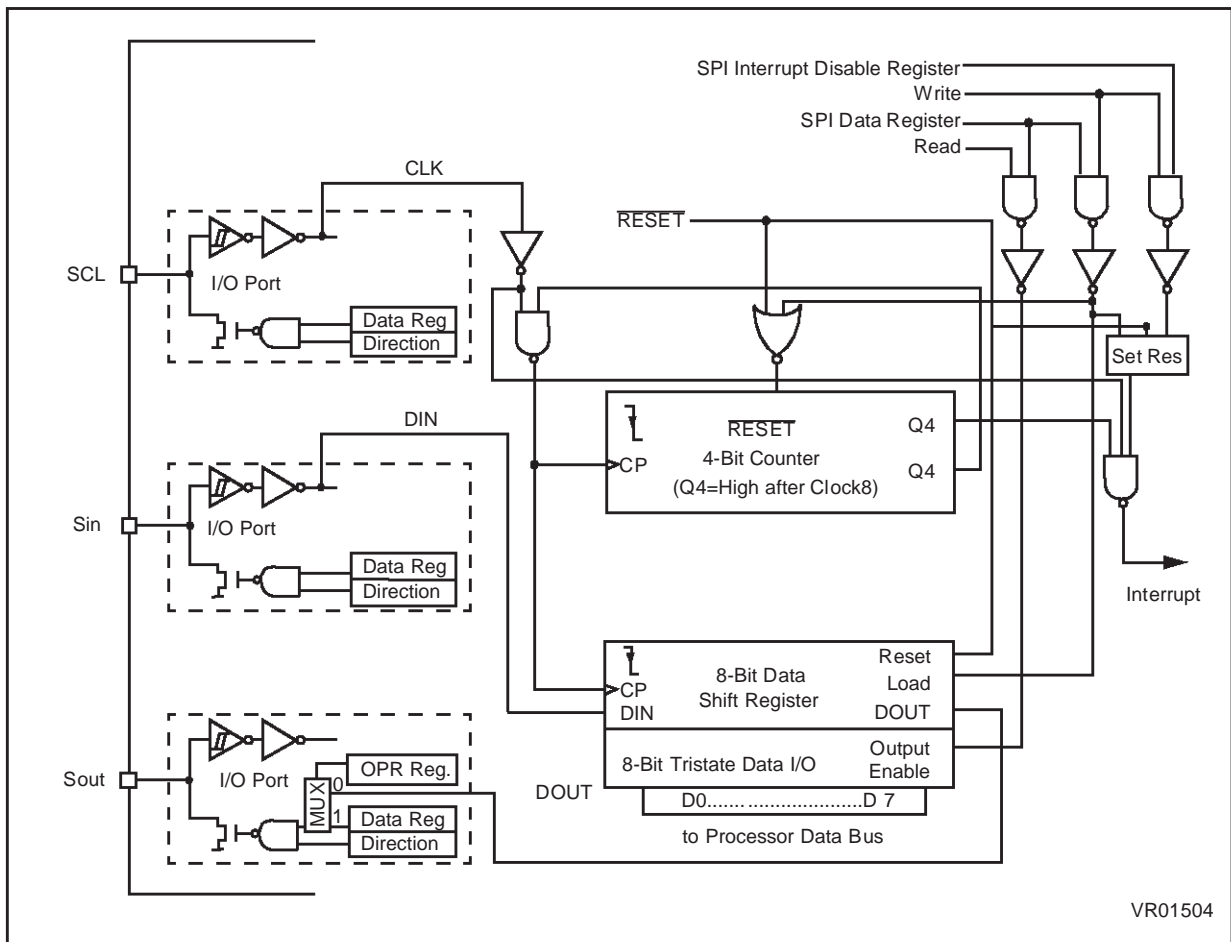 SPI Interrupt Disable Register
Write
SPI Data Register
Read
CLK
RESET
SCL
I/O Port
Data Reg
Direction
Set Res
DIN
RESET
4-Bit Counter
(Q4=High after Clock8)
CP
Q4
Q4
Sin
I/O Port
Data Reg
Direction
Interrupt
CP
DIN
8-Bit Data
Shift Register
Reset
Load
DOUT
Sout
I/O Port
OPR Reg.
MUX
0
1
Data Reg
Direction
DOUT
8-Bit Tristate Data I/O
Output
Enable
D0....... ......................D 7
to Processor Data Bus
VR01504